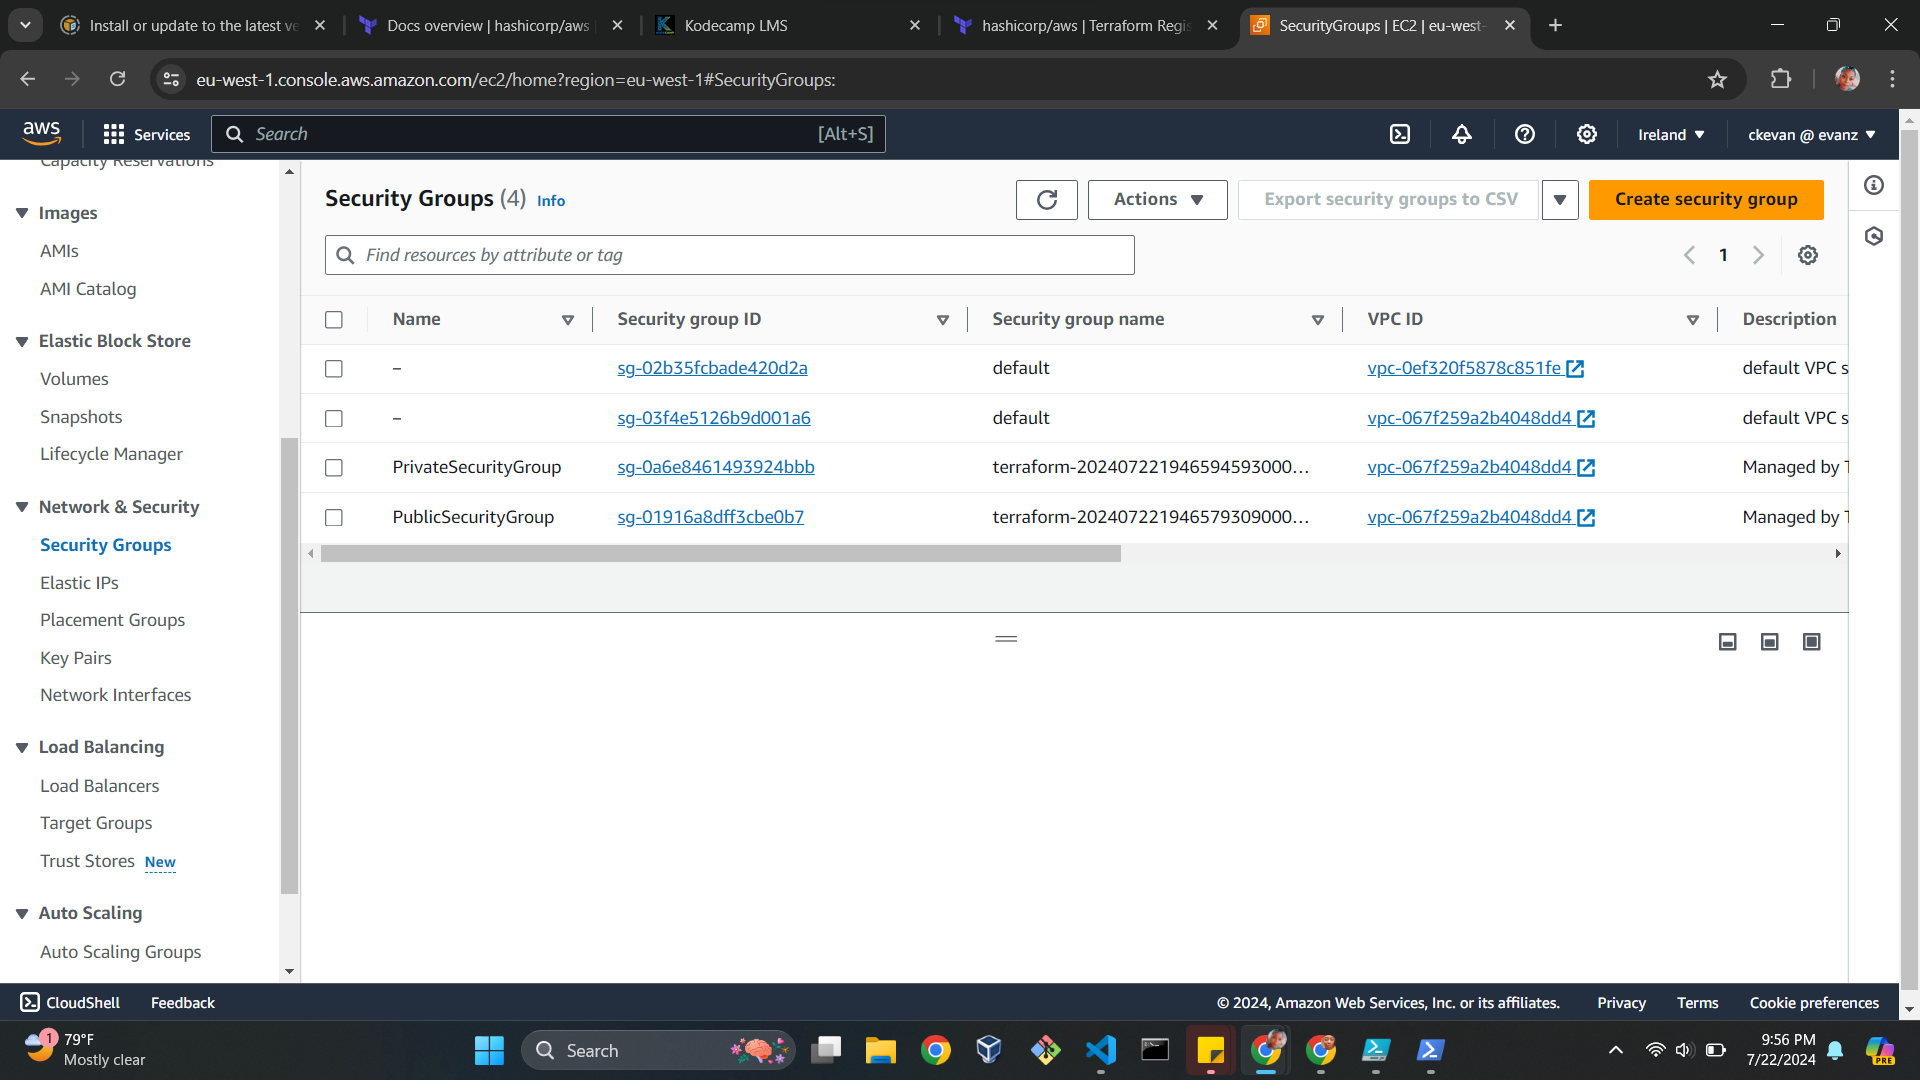 Install or update to the latest ve
Docs overview | hashicorp/aws
Kodecamp LMS
hashicorp/aws | Terraform Regis
SecurityGroups | EC2 | eu-west-
eu-west-1.console.aws.amazon.com/ec2/home?region=eu-west-1#SecurityGroups:
aws
Services
Search
[Alt+S]
Ireland
ckevan @ evanz
Capacity Reservations
Images
AMIs
AMI Catalog
Elastic Block Store
Volumes
Snapshots
Lifecycle Manager
Network & Security
Security Groups
Elastic IPs
Placement Groups
Key Pairs
Network Interfaces
Load Balancing
Load Balancers
Target Groups
Trust Stores New
Auto Scaling
Auto Scaling Groups
Security Groups (4) Info
Actions
Export security groups to CSV
Create security group
Find resources by attribute or tag
1
Name Security group ID Security group name VPC ID Description
– sg-02b35fcbade420d2a default vpc-0ef320f5878c851fe default VPC s
– sg-03f4e5126b9d001a6 default vpc-067f259a2b4048dd4 default VPC s
PrivateSecurityGroup sg-0a6e8461493924bbb terraform-202407221946594593000... vpc-067f259a2b4048dd4 Managed by T
PublicSecurityGroup sg-01916a8dff3cbe0b7 terraform-202407221946579309000... vpc-067f259a2b4048dd4 Managed by T
CloudShell Feedback
© 2024, Amazon Web Services, Inc. or its affiliates. Privacy Terms Cookie preferences
1
79°F
Mostly clear
Search
PRE
9:56 PM
7/22/2024